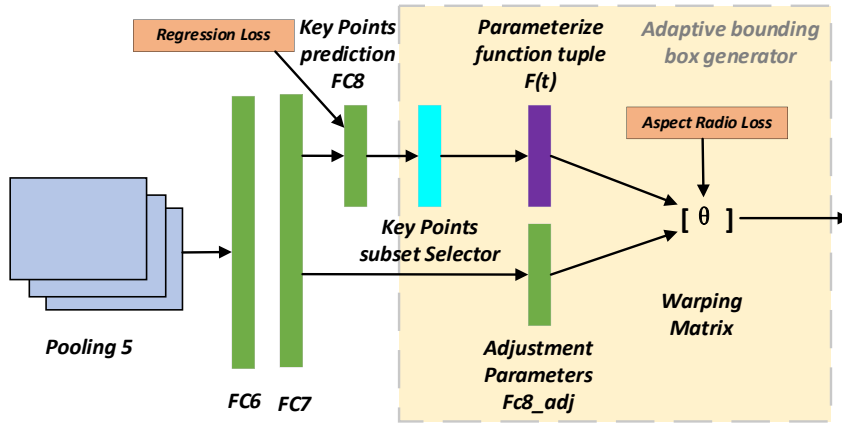 Regression Loss
Key Points
prediction
FC8
Parameterize
function tuple
F(t)
Adaptive bounding
box generator
Aspect Radio Loss
[ θ ]
Key Points
subset Selector
Warping
Matrix
Pooling 5
FC6
FC7
Adjustment
Parameters
Fc8_adj